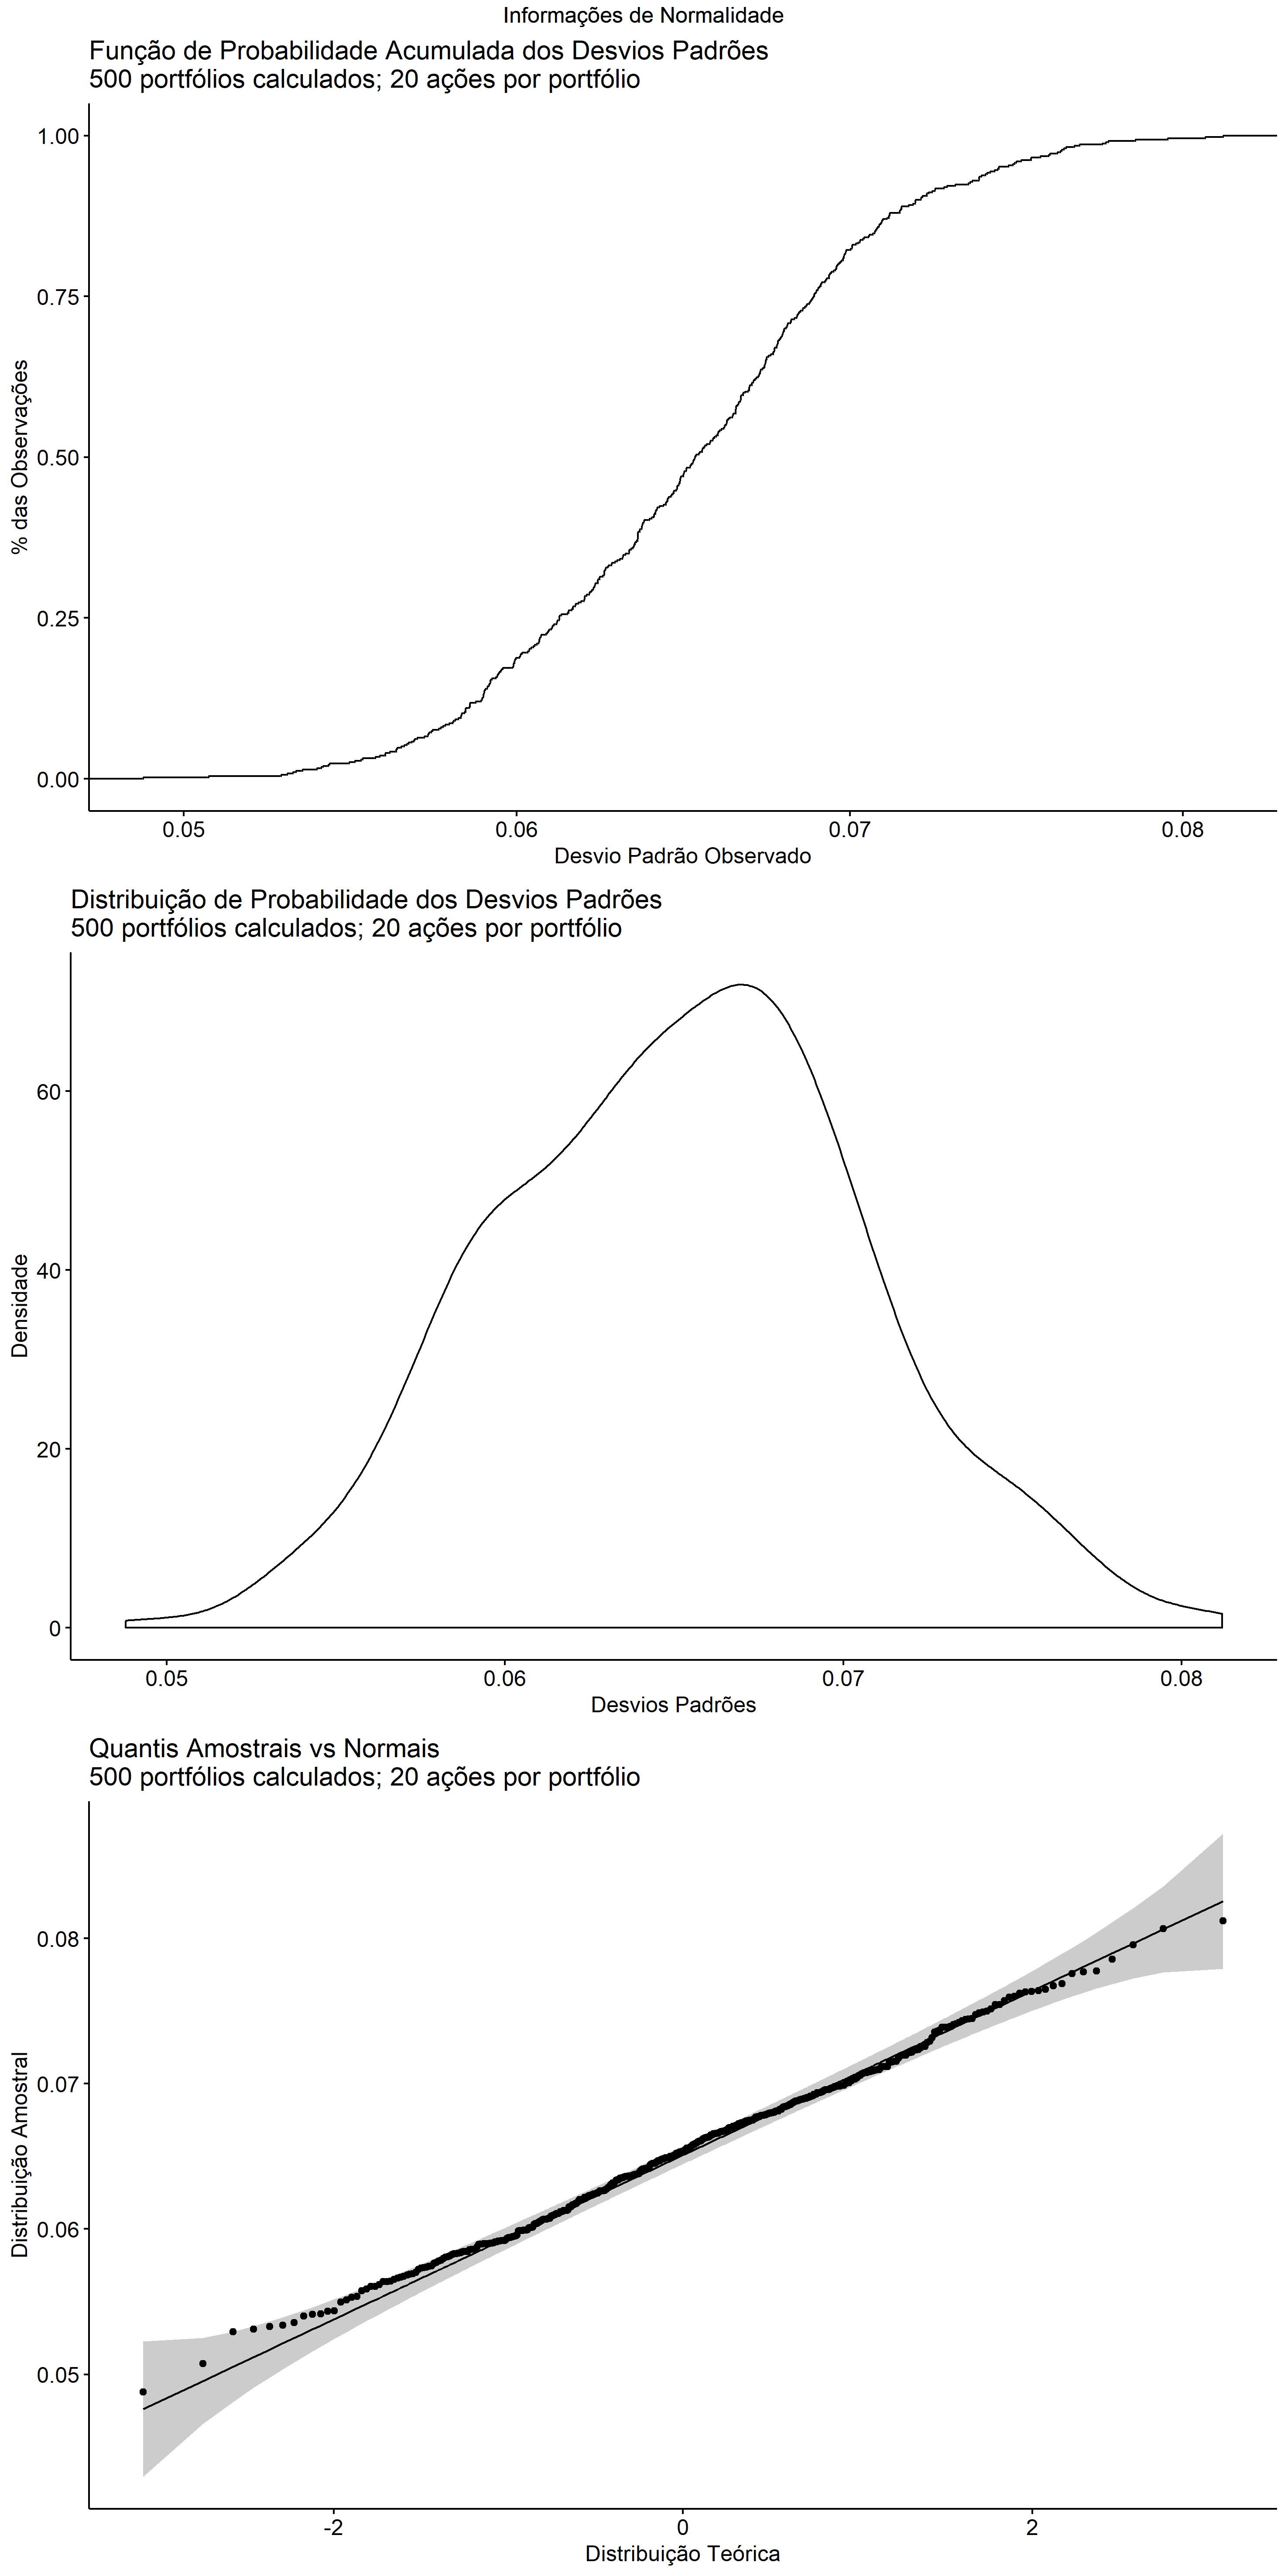 Informações de Normalidade
Função de Probabilidade Acumulada dos Desvios Padrões
500 portfólios calculados; 20 ações por portfólio
1.00
0.75
0.50
0.25
0.00
% das Observações
0.05 0.06 0.07 0.08
Desvio Padrão Observado
Distribuição de Probabilidade dos Desvios Padrões
500 portfólios calculados; 20 ações por portfólio
60
40
20
0
Densidade
0.05 0.06 0.07 0.08
Desvios Padrões
Quantis Amostrais vs Normais
500 portfólios calculados; 20 ações por portfólio
0.08
0.07
0.06
0.05
Distribuição Amostral
-2 0 2
Distribuição Teórica